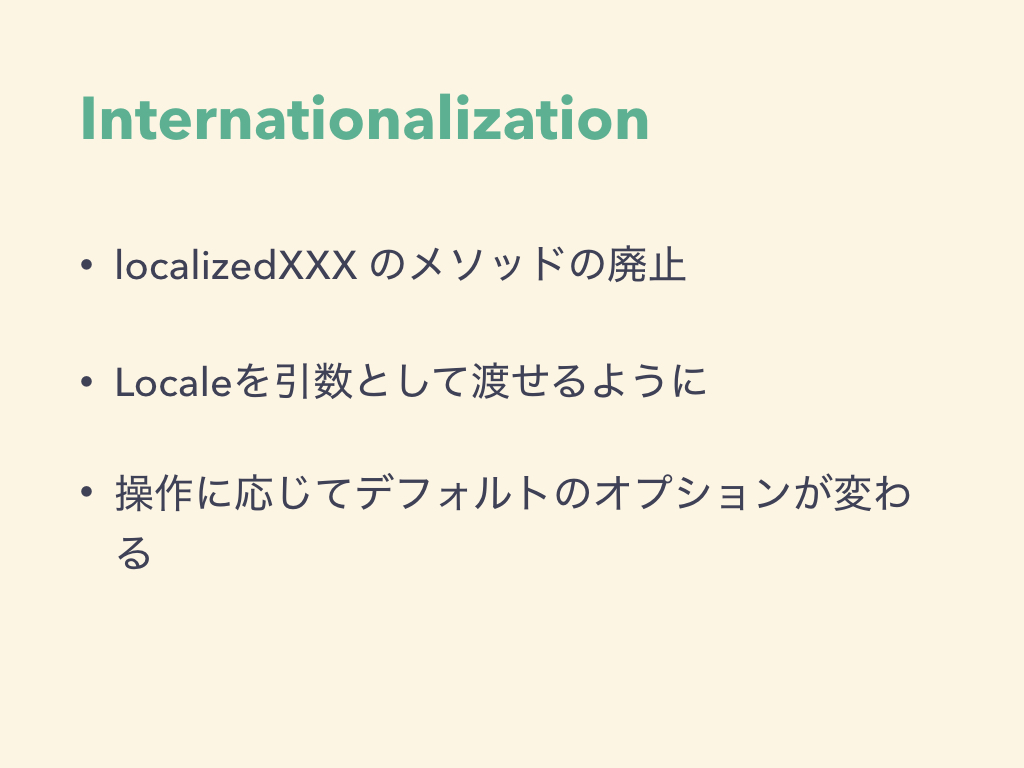 Internationalization
• localizedXXX のメソッドの廃止
• Localeを引数として渡せるように
• 操作に応じてデフォルトのオプションが変わ
る